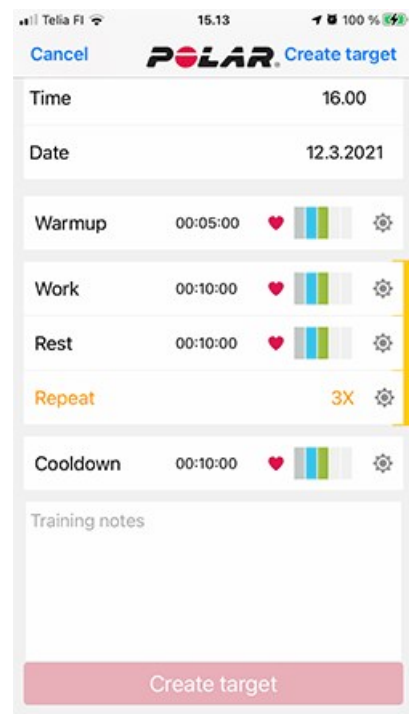 Telia FI 15.13 100 %
Cancel POLAR. Create target
Time 16.00
Date 12.3.2021
Warmup 00:05:00
Work 00:10:00
Rest 00:10:00
Repeat 3X
Cooldown 00:10:00
Training notes
Create target